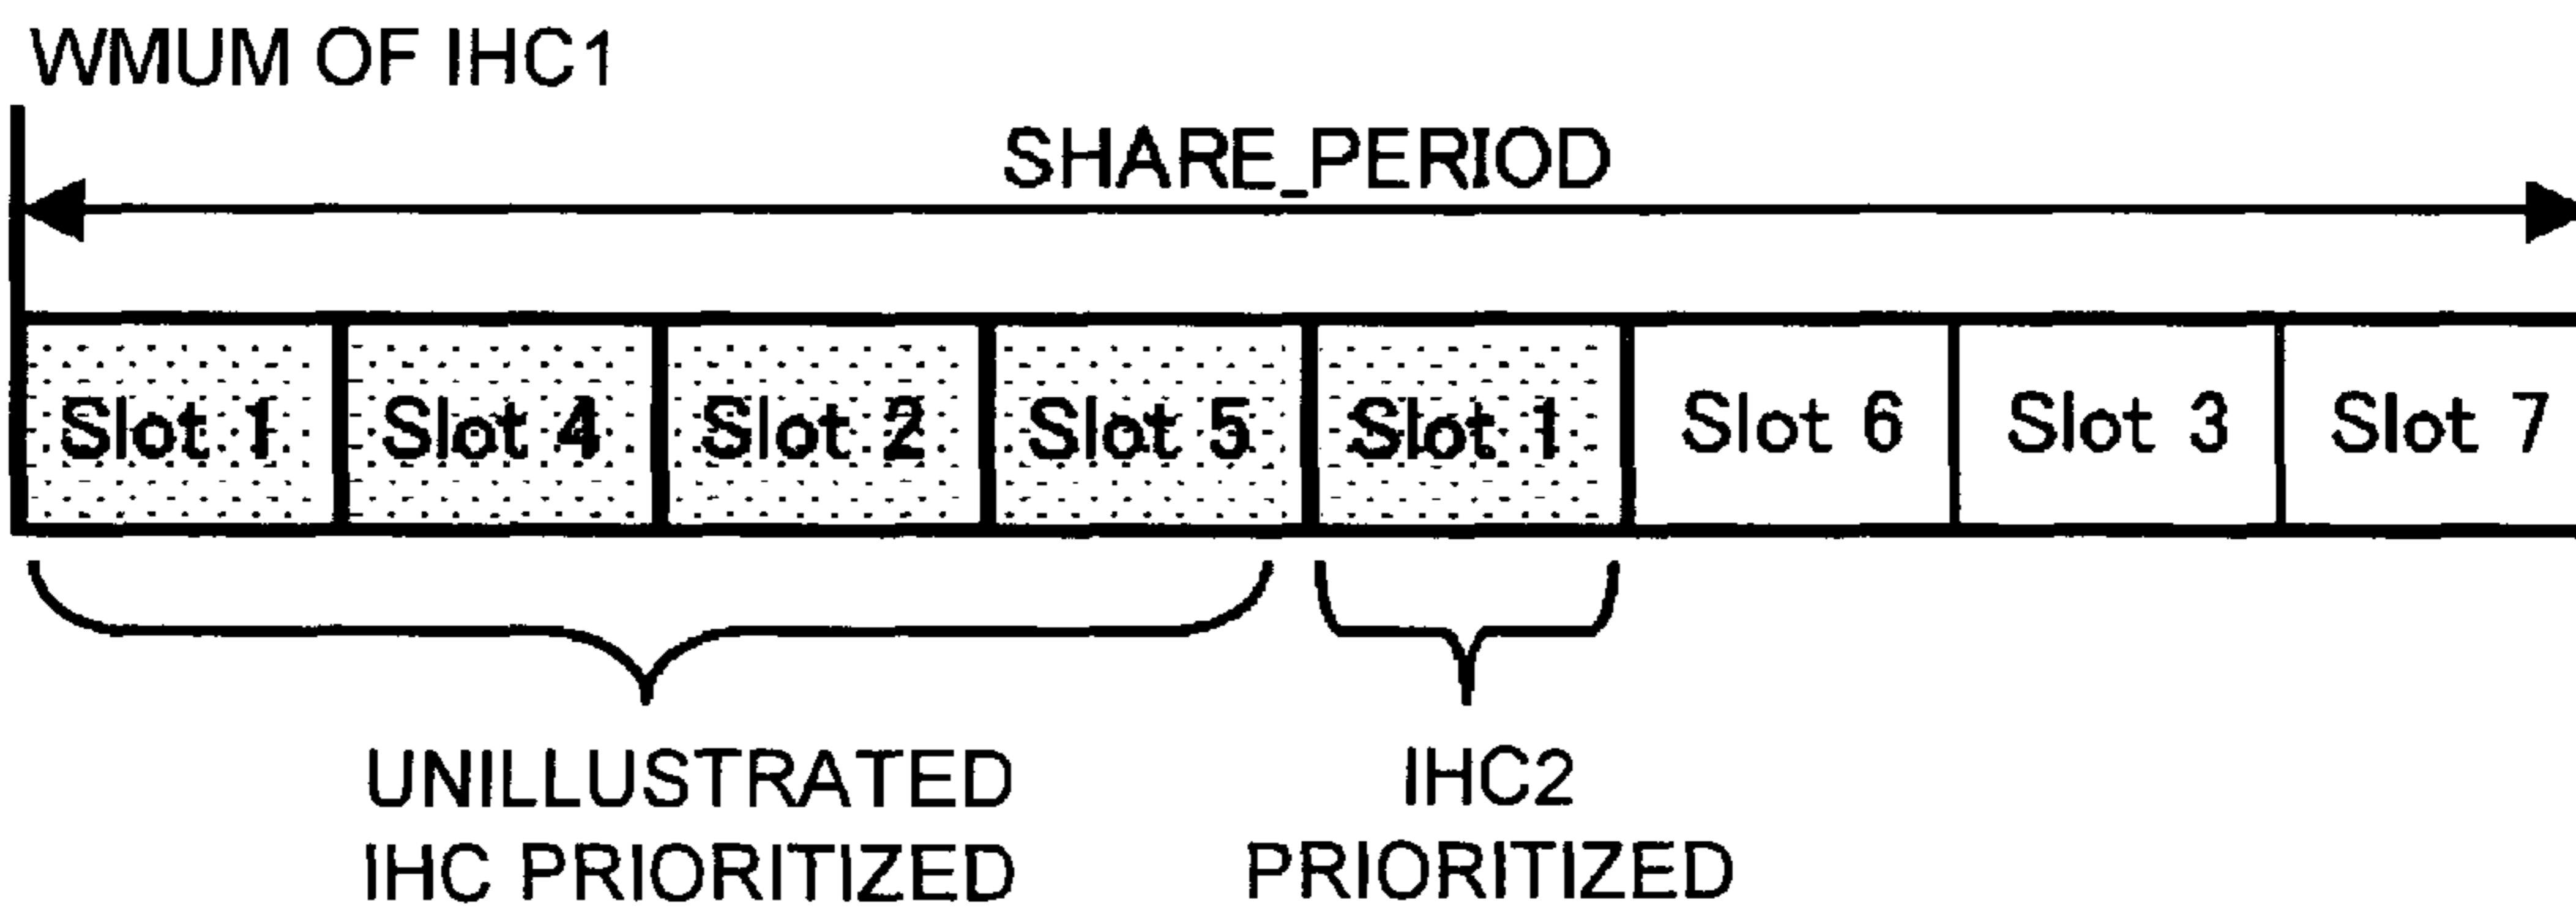 WMUM OF IHC1
SHARE_PERIOD
Slot 1 Slot 4 Slot 2 Slot 5 Slot 1 Slot 6 Slot 3 Slot 7
UNILLUSTRATED
IHC PRIORITIZED
IHC2
PRIORITIZED